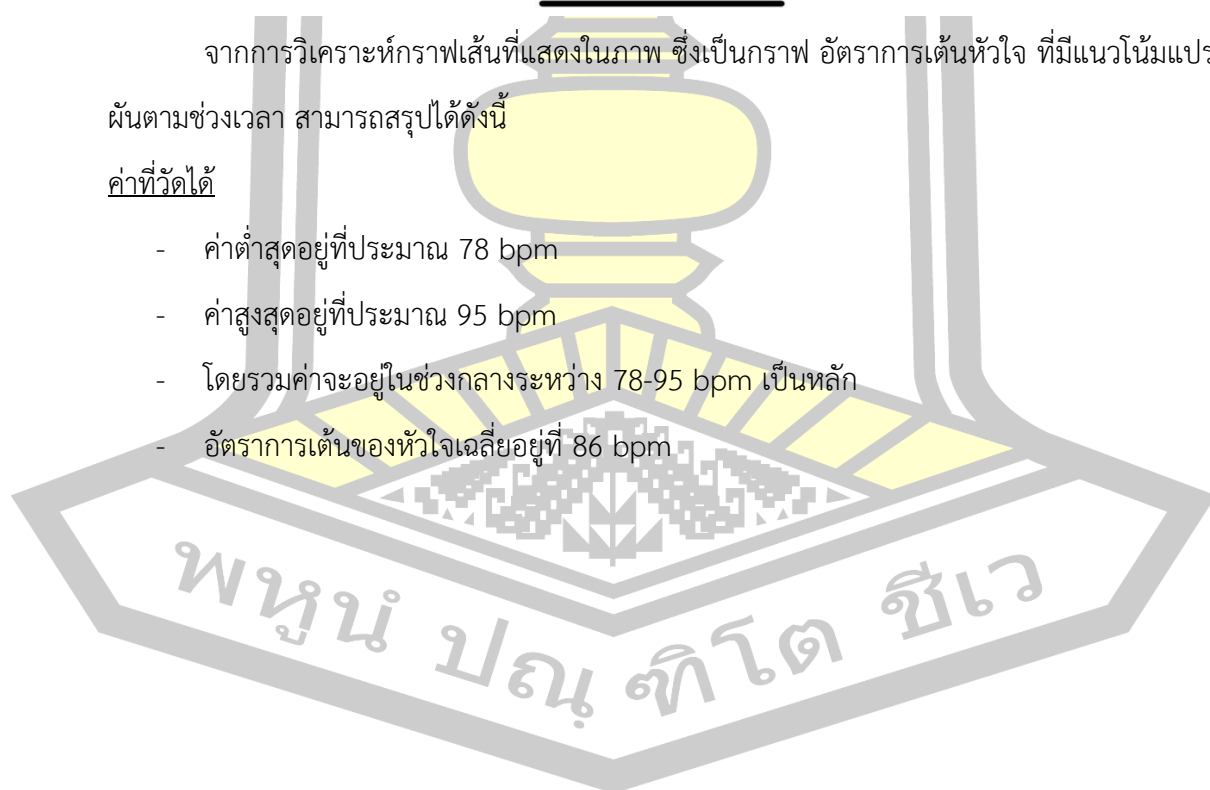 จากการวิเคราะห์กราฟเส้นที่แสดงในภาพ ซึ่งเป็นกราฟ อัตราการเต้นหัวใจ ที่มีแนวโน้มแปร
ผันตามช่วงเวลา สามารถสรุปได้ดังนี้
ค่าที่วัดได้
- ค่าต่ำสุดอยู่ที่ประมาณ 78 bpm
- ค่าสูงสุดอยู่ที่ประมาณ 95 bpm
- โดยรวมค่าจะอยู่ในช่วงกลางระหว่าง 78-95 bpm เป็นหลัก
- อัตราการเต้นของหัวใจเฉลี่ยอยู่ที่ 86 bpm
พหูนํ ปณฺฑิโต ชีเว